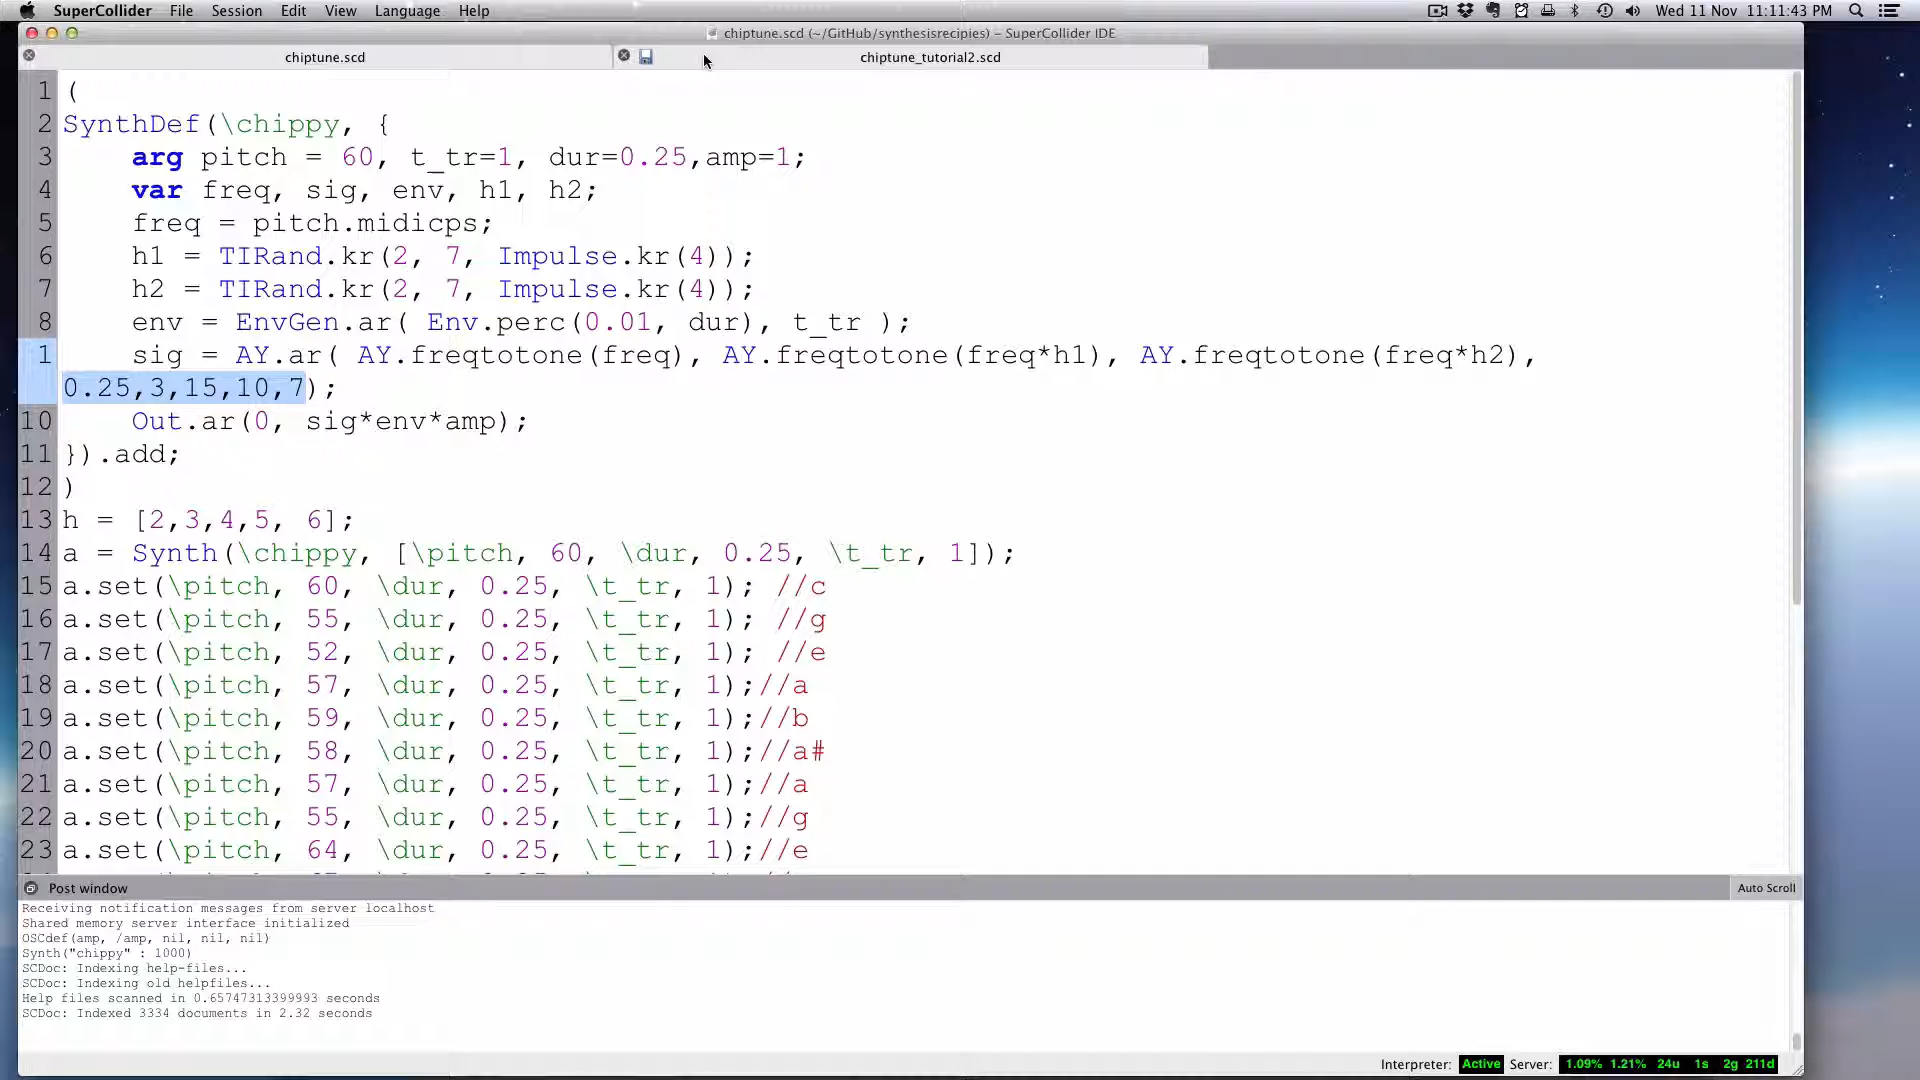 SuperCollider File Session Edit View Language Help Wed 11 Nov 11:11:43 PM
chiptune.scd (~/GitHub/synthesisrecipies) – SuperCollider IDE
chiptune.scd chiptune_tutorial2.scd
1 (
2 SynthDef(\chippy, {
3 arg pitch = 60, t_tr=1, dur=0.25,amp=1;
4 var freq, sig, env, h1, h2;
5 freq = pitch.midicps;
6 h1 = TIRand.kr(2, 7, Impulse.kr(4));
7 h2 = TIRand.kr(2, 7, Impulse.kr(4));
8 env = EnvGen.ar( Env.perc(0.01, dur), t_tr );
1 sig = AY.ar( AY.freqtotone(freq), AY.freqtotone(freq*h1), AY.freqtotone(freq*h2),
0.25,3,15,10,7);
10 Out.ar(0, sig*env*amp);
11 }).add;
12 )
13 h = [2,3,4,5, 6];
14 a = Synth(\chippy, [\pitch, 60, \dur, 0.25, \t_tr, 1]);
15 a.set(\pitch, 60, \dur, 0.25, \t_tr, 1); //c
16 a.set(\pitch, 55, \dur, 0.25, \t_tr, 1); //g
17 a.set(\pitch, 52, \dur, 0.25, \t_tr, 1); //e
18 a.set(\pitch, 57, \dur, 0.25, \t_tr, 1);//a
19 a.set(\pitch, 59, \dur, 0.25, \t_tr, 1);//b
20 a.set(\pitch, 58, \dur, 0.25, \t_tr, 1);//a#
21 a.set(\pitch, 57, \dur, 0.25, \t_tr, 1);//a
22 a.set(\pitch, 55, \dur, 0.25, \t_tr, 1);//g
23 a.set(\pitch, 64, \dur, 0.25, \t_tr, 1);//e
Post window Auto Scroll
Receiving notification messages from server localhost
Shared memory server interface initialized
OSCdef(amp, /amp, nil, nil, nil)
Synth("chippy" : 1000)
SCDoc: Indexing help-files...
SCDoc: Indexing old helpfiles...
Help files scanned in 0.65747313399993 seconds
SCDoc: Indexed 3334 documents in 2.32 seconds
Interpreter: Active Server: 1.09% 1.21% 24u 1s 2g 211d